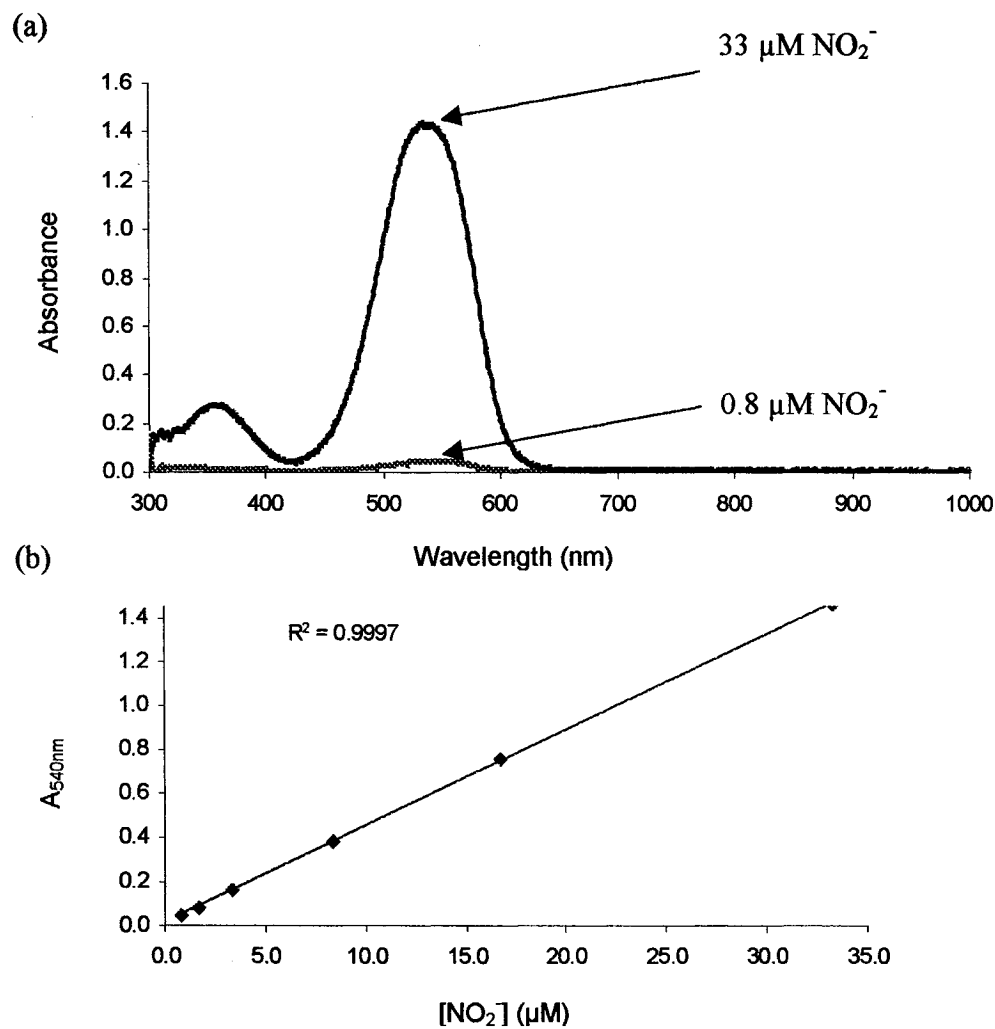 (a)
33 µM NO₂⁻
1.6
1.4
1.2
1.0
0.8
0.6
0.4
0.2
0.0
Absorbance
0.8 µM NO₂⁻
300 400 500 600 700 800 900 1000
Wavelength (nm)
(b)
R² = 0.9997
1.4
1.2
1.0
0.8
0.6
0.4
0.2
0.0
A₅₄₀nm
0.0 5.0 10.0 15.0 20.0 25.0 30.0 35.0
[NO₂⁻] (µM)